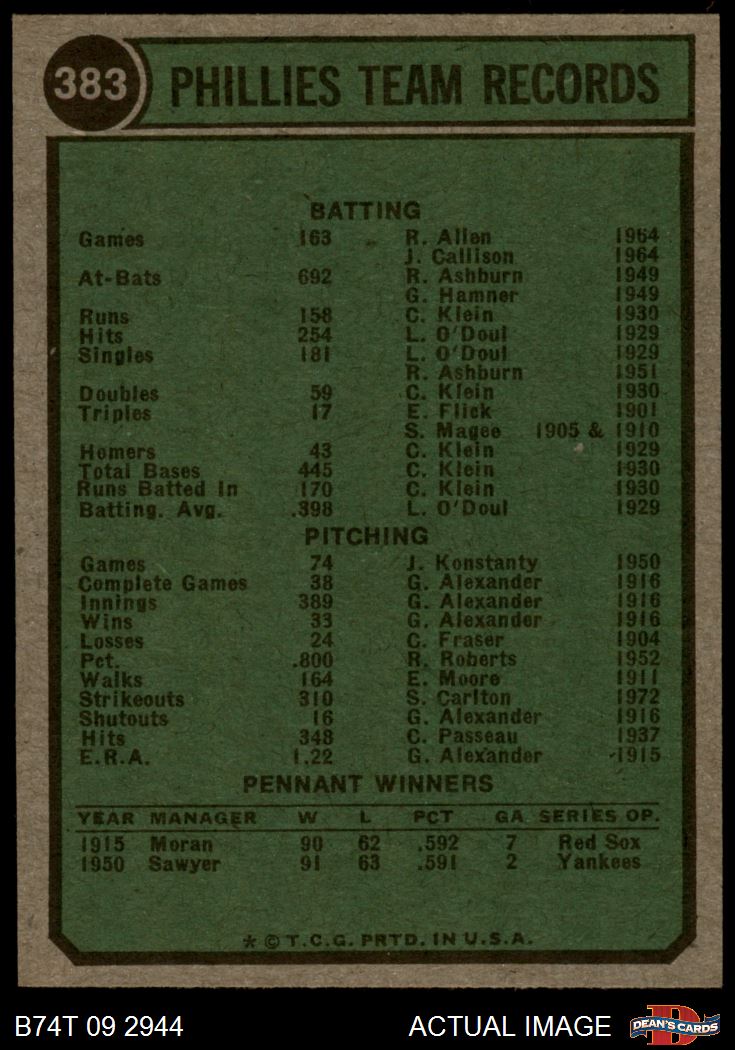 383 PHILLIES TEAM RECORDS
BATTING
Games 163 R. Allen 1964
J. Callison 1964
At-Bats 692 R. Ashburn 1949
G. Hamner 1949
Runs 158 C. Klein 1930
Hits 254 L. O'Doul 1929
Singles 181 L. O'Doul 1929
R. Ashburn 1951
Doubles 59 C. Klein 1930
Triples 17 E. Flick 1901
S. Magee 1905 & 1910
Homers 43 C. Klein 1929
Total Bases 445 C. Klein 1930
Runs Batted In 170 C. Klein 1930
Batting. Avg. .398 L. O'Doul 1929
PITCHING
Games 74 J. Konstanty 1950
Complete Games 38 G. Alexander 1916
Innings 389 G. Alexander 1916
Wins 33 G. Alexander 1916
Losses 24 C. Fraser 1904
Pct. .800 R. Roberts 1952
Walks 164 E. Moore 1911
Strikeouts 310 S. Carlton 1972
Shutouts 16 G. Alexander 1916
Hits 348 C. Passeau 1937
E.R.A. 1.22 G. Alexander 1915
PENNANT WINNERS
YEAR MANAGER W L PCT GA SERIES OP.
1915 Moran 90 62 .592 7 Red Sox
1950 Sawyer 91 63 .591 2 Yankees
* © T.C.G. PRTD. IN U.S.A.
B74T 09 2944 ACTUAL IMAGE D DEAN'S CARDS